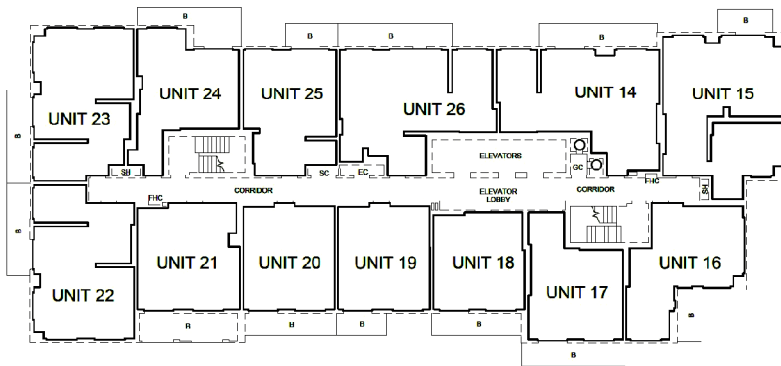 B
B
B
B
B
UNIT 24
UNIT 25
UNIT 26
UNIT 14
UNIT 15
UNIT 23
B
ELEVATORS
SH
SC
EC
GC
FHC
SH
CORRIDOR
ELEVATOR
LOBBY
CORRIDOR
FHC
B
UNIT 22
UNIT 21
UNIT 20
UNIT 19
UNIT 18
UNIT 17
UNIT 16
B
B
B
B
B
B